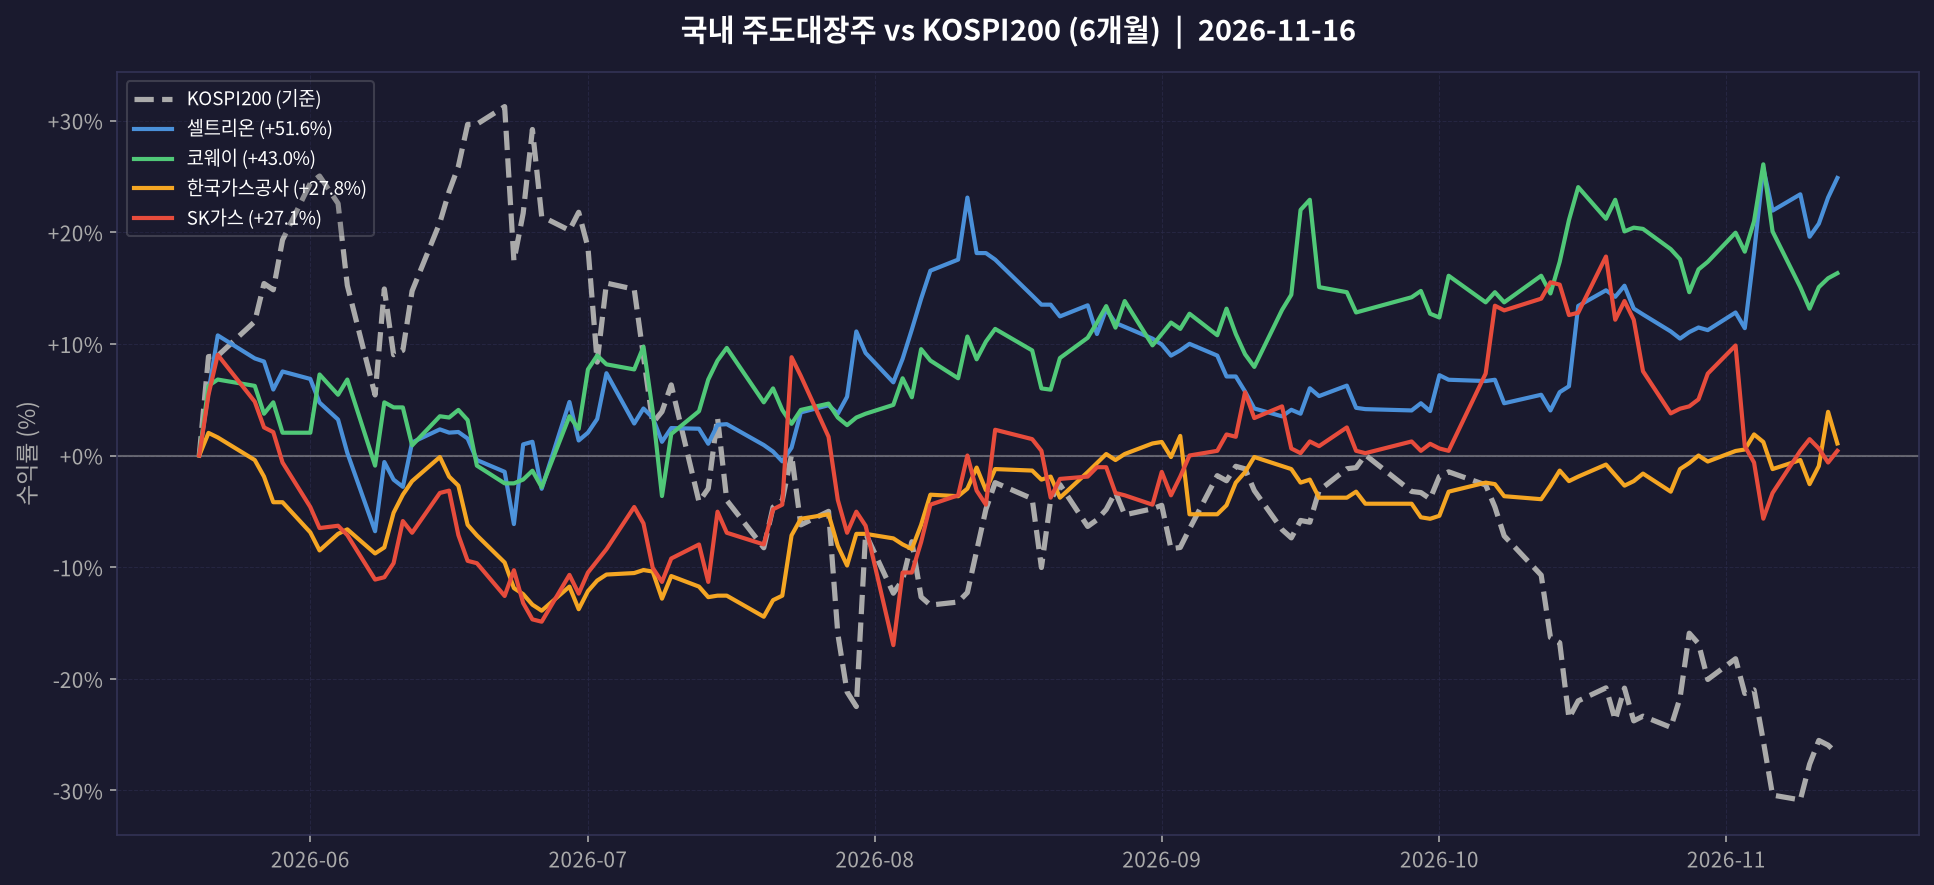 국내 주도대장주 vs KOSPI200 (6개월) | 2026-11-16
KOSPI200 (기준)
셀트리온 (+51.6%)
코웨이 (+43.0%)
한국가스공사 (+27.8%)
SK가스 (+27.1%)
수익률 (%)
+30%
+20%
+10%
+0%
-10%
-20%
-30%
2026-06 2026-07 2026-08 2026-09 2026-10 2026-11